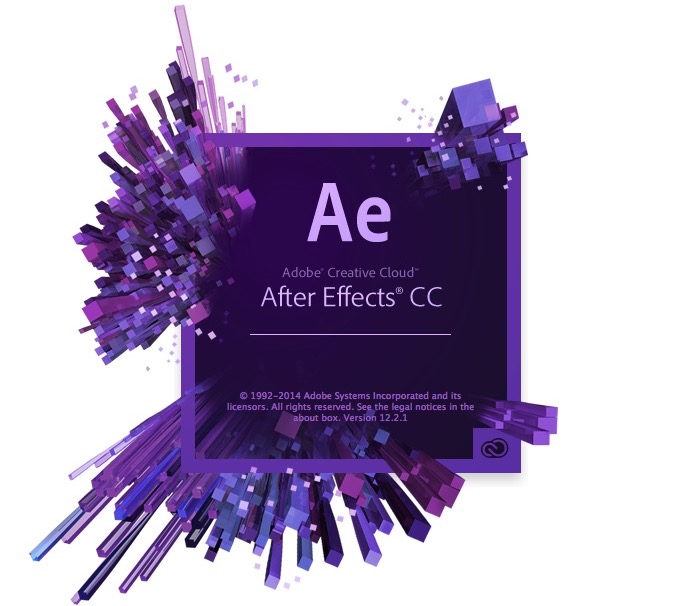 Ae
Adobe® Creative Cloud™
After Effects® CC
© 1992-2014 Adobe Systems Incorporated and its
licensors. All rights reserved. See the legal notices in the
about box. Version 12.2.1